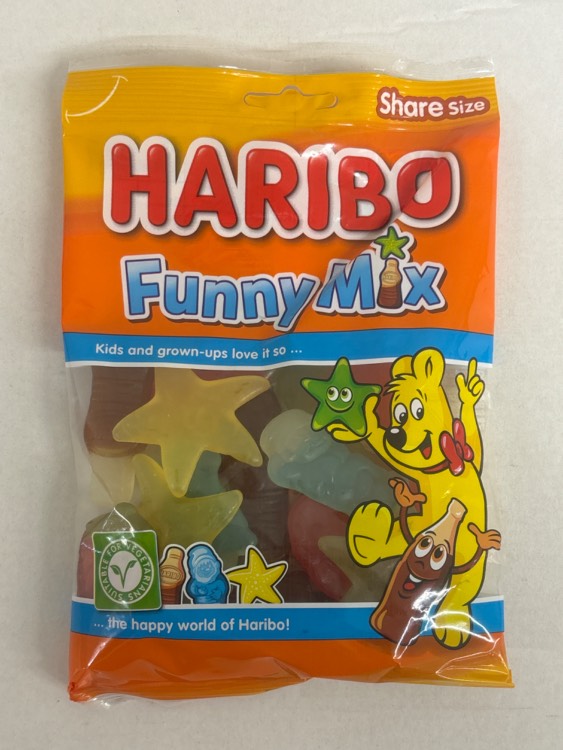 Share Size
HARIBO
Funny Mix
Kids and grown-ups love it so ...
SUITABLE FOR VEGETARIANS
... the happy world of Haribo!